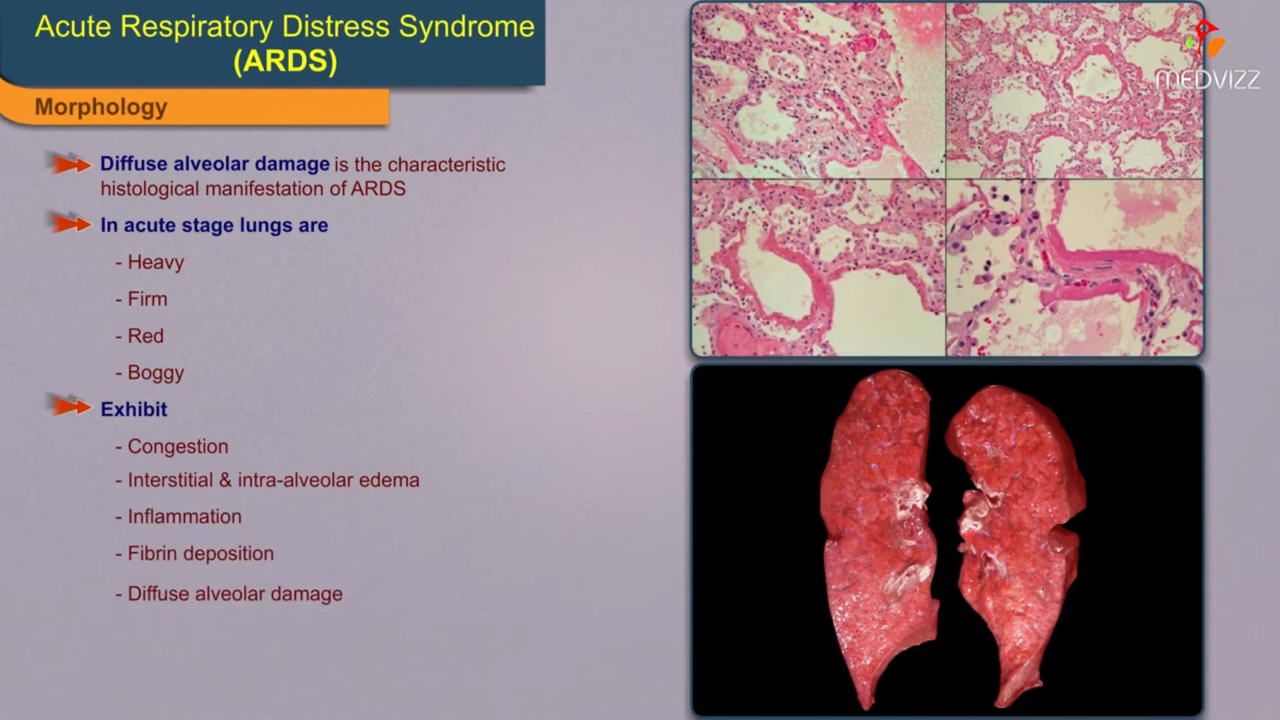 Acute Respiratory Distress Syndrome
(ARDS)
Morphology
MEDVIZZ
Diffuse alveolar damage is the characteristic
histological manifestation of ARDS
In acute stage lungs are
- Heavy
- Firm
- Red
- Boggy
Exhibit
- Congestion
- Interstitial & intra-alveolar edema
- Inflammation
- Fibrin deposition
- Diffuse alveolar damage